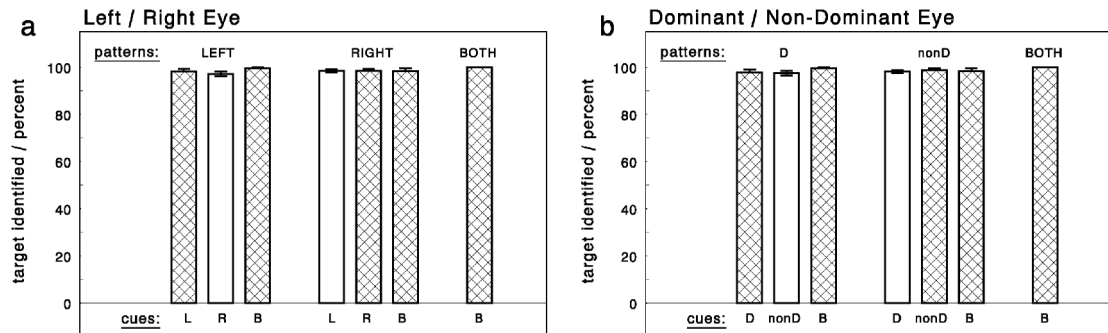 a Left / Right Eye
patterns: LEFT RIGHT BOTH
target identified / percent
100
80
60
40
20
0
cues: L R B L R B B
b Dominant / Non-Dominant Eye
patterns: D nonD BOTH
target identified / percent
100
80
60
40
20
0
cues: D nonD B D nonD B B